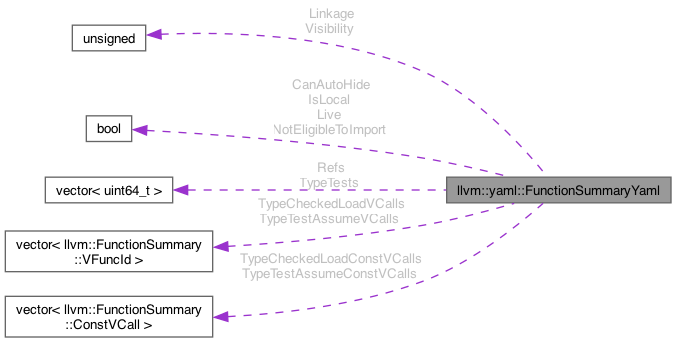 Linkage
Visibility
unsigned
CanAutoHide
IsLocal
Live
NotEligibleToImport
bool
Refs
TypeTests
vector< uint64_t >
llvm::yaml::FunctionSummaryYaml
TypeCheckedLoadVCalls
TypeTestAssumeVCalls
vector< llvm::FunctionSummary
::VFuncId >
TypeCheckedLoadConstVCalls
TypeTestAssumeConstVCalls
vector< llvm::FunctionSummary
::ConstVCall >